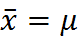 x̄ = μ